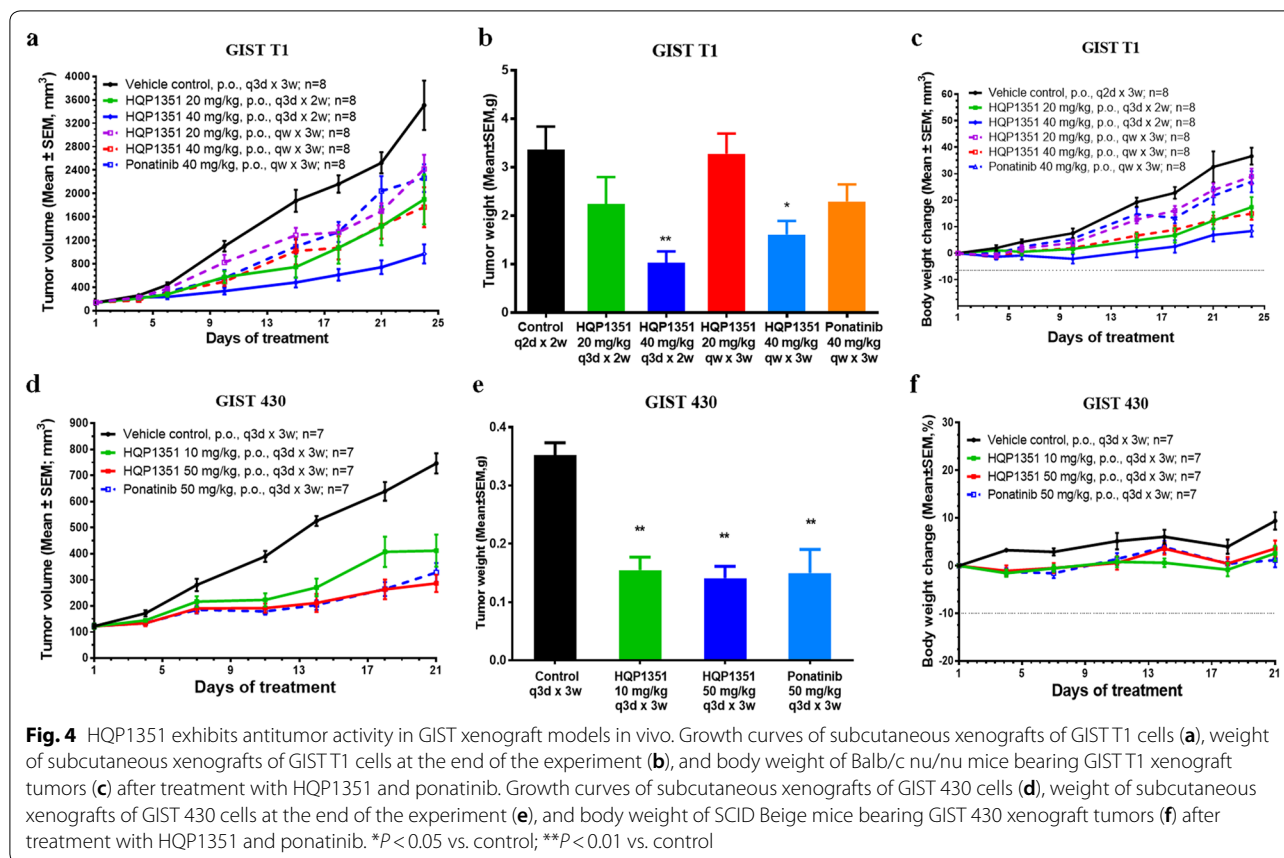 a
GIST T1
Tumor volume (Mean ± SEM, mm³)
4000
3600
3200
2800
2400
2000
1600
1200
800
400
0
Vehicle control, p.o., q3d x 3w; n=8
HQP1351 20 mg/kg, p.o., q3d x 2w; n=8
HQP1351 40 mg/kg, p.o., q3d x 2w; n=8
HQP1351 20 mg/kg, p.o., qw x 3w; n=8
HQP1351 40 mg/kg, p.o., qw x 3w; n=8
Ponatinib 40 mg/kg, p.o., qw x 3w; n=8
1 5 9 13 17 21 25
Days of treatment
b
GIST T1
Tumor weight (Mean±SEM,g)
5
4
3
2
1
0
** *
Control HQP1351 HQP1351 HQP1351 HQP1351 Ponatinib
q2d x 2w 20 mg/kg 40 mg/kg 20 mg/kg 40 mg/kg 40 mg/kg
q3d x 2w q3d x 2w qw x 3w qw x 3w qw x 3w
c
GIST T1
Body weight change (Mean ± SEM; mm³)
60
50
40
30
20
10
0
-10
Vehicle control, p.o., q2d x 3w; n=8
HQP1351 20 mg/kg, p.o., q3d x 2w; n=8
HQP1351 40 mg/kg, p.o., q3d x 2w; n=8
HQP1351 20 mg/kg, p.o., qw x 3w; n=8
HQP1351 40 mg/kg, p.o., qw x 3w; n=8
Ponatinib 40 mg/kg, p.o., qw x 3w; n=8
1 5 9 13 17 21 25
Days of treatment
d
GIST 430
Tumor volume (Mean ± SEM; mm³)
900
800
700
600
500
400
300
200
100
0
Vehicle control, p.o., q3d x 3w; n=7
HQP1351 10 mg/kg, p.o., q3d x 3w; n=7
HQP1351 50 mg/kg, p.o., q3d x 3w; n=7
Ponatinib 50 mg/kg, p.o., q3d x 3w; n=7
1 5 9 13 17 21
Days of treatment
e
GIST 430
Tumor weight (Mean±SEM,g)
0.4
0.3
0.2
0.1
0.0
** ** **
Control HQP1351 HQP1351 Ponatinib
q3d x 3w 10 mg/kg 50 mg/kg 50 mg/kg
q3d x 3w q3d x 3w q3d x 3w
f
GIST 430
Body weight change (Mean±SEM,%)
30
20
10
0
-10
-20
Vehicle control, p.o., q3d x 3w; n=7
HQP1351 10 mg/kg, p.o., q3d x 3w; n=7
HQP1351 50 mg/kg, p.o., q3d x 3w; n=7
Ponatinib 50 mg/kg, p.o., q3d x 3w; n=7
1 5 9 13 17 21
Days of treatment
Fig. 4 HQP1351 exhibits antitumor activity in GIST xenograft models in vivo. Growth curves of subcutaneous xenografts of GIST T1 cells (a), weight
of subcutaneous xenografts of GIST T1 cells at the end of the experiment (b), and body weight of Balb/c nu/nu mice bearing GIST T1 xenograft
tumors (c) after treatment with HQP1351 and ponatinib. Growth curves of subcutaneous xenografts of GIST 430 cells (d), weight of subcutaneous
xenografts of GIST 430 cells at the end of the experiment (e), and body weight of SCID Beige mice bearing GIST 430 xenograft tumors (f) after
treatment with HQP1351 and ponatinib. *P < 0.05 vs. control; **P < 0.01 vs. control